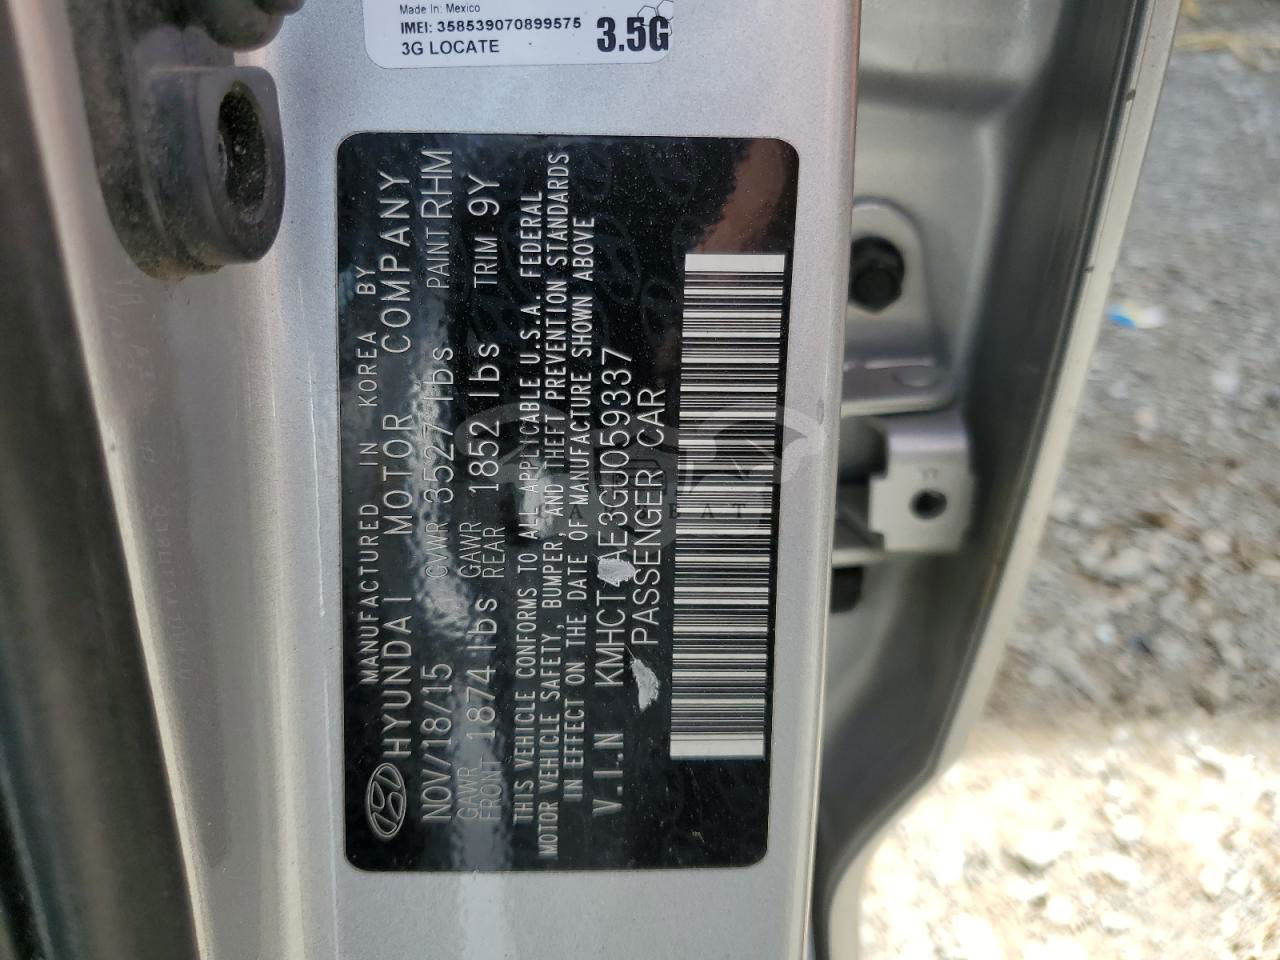 Made In: Mexico
IMEI: 358539070899575
3G LOCATE
3.5G
MANUFACTURED IN KOREA BY
HYUNDAI MOTOR COMPANY
NOV/18/15 GVWR 3527 lbs PAINT RHM
GAWR FRONT 1874 lbs GAWR REAR 1852 lbs TRIM 9Y
THIS VEHICLE CONFORMS TO ALL APPLICABLE U.S.A. FEDERAL
MOTOR VEHICLE SAFETY, BUMPER, AND THEFT PREVENTION STANDARDS
IN EFFECT ON THE DATE OF MANUFACTURE SHOWN ABOVE
V.I.N KMHCT4AE3GU059337
PASSENGER CAR